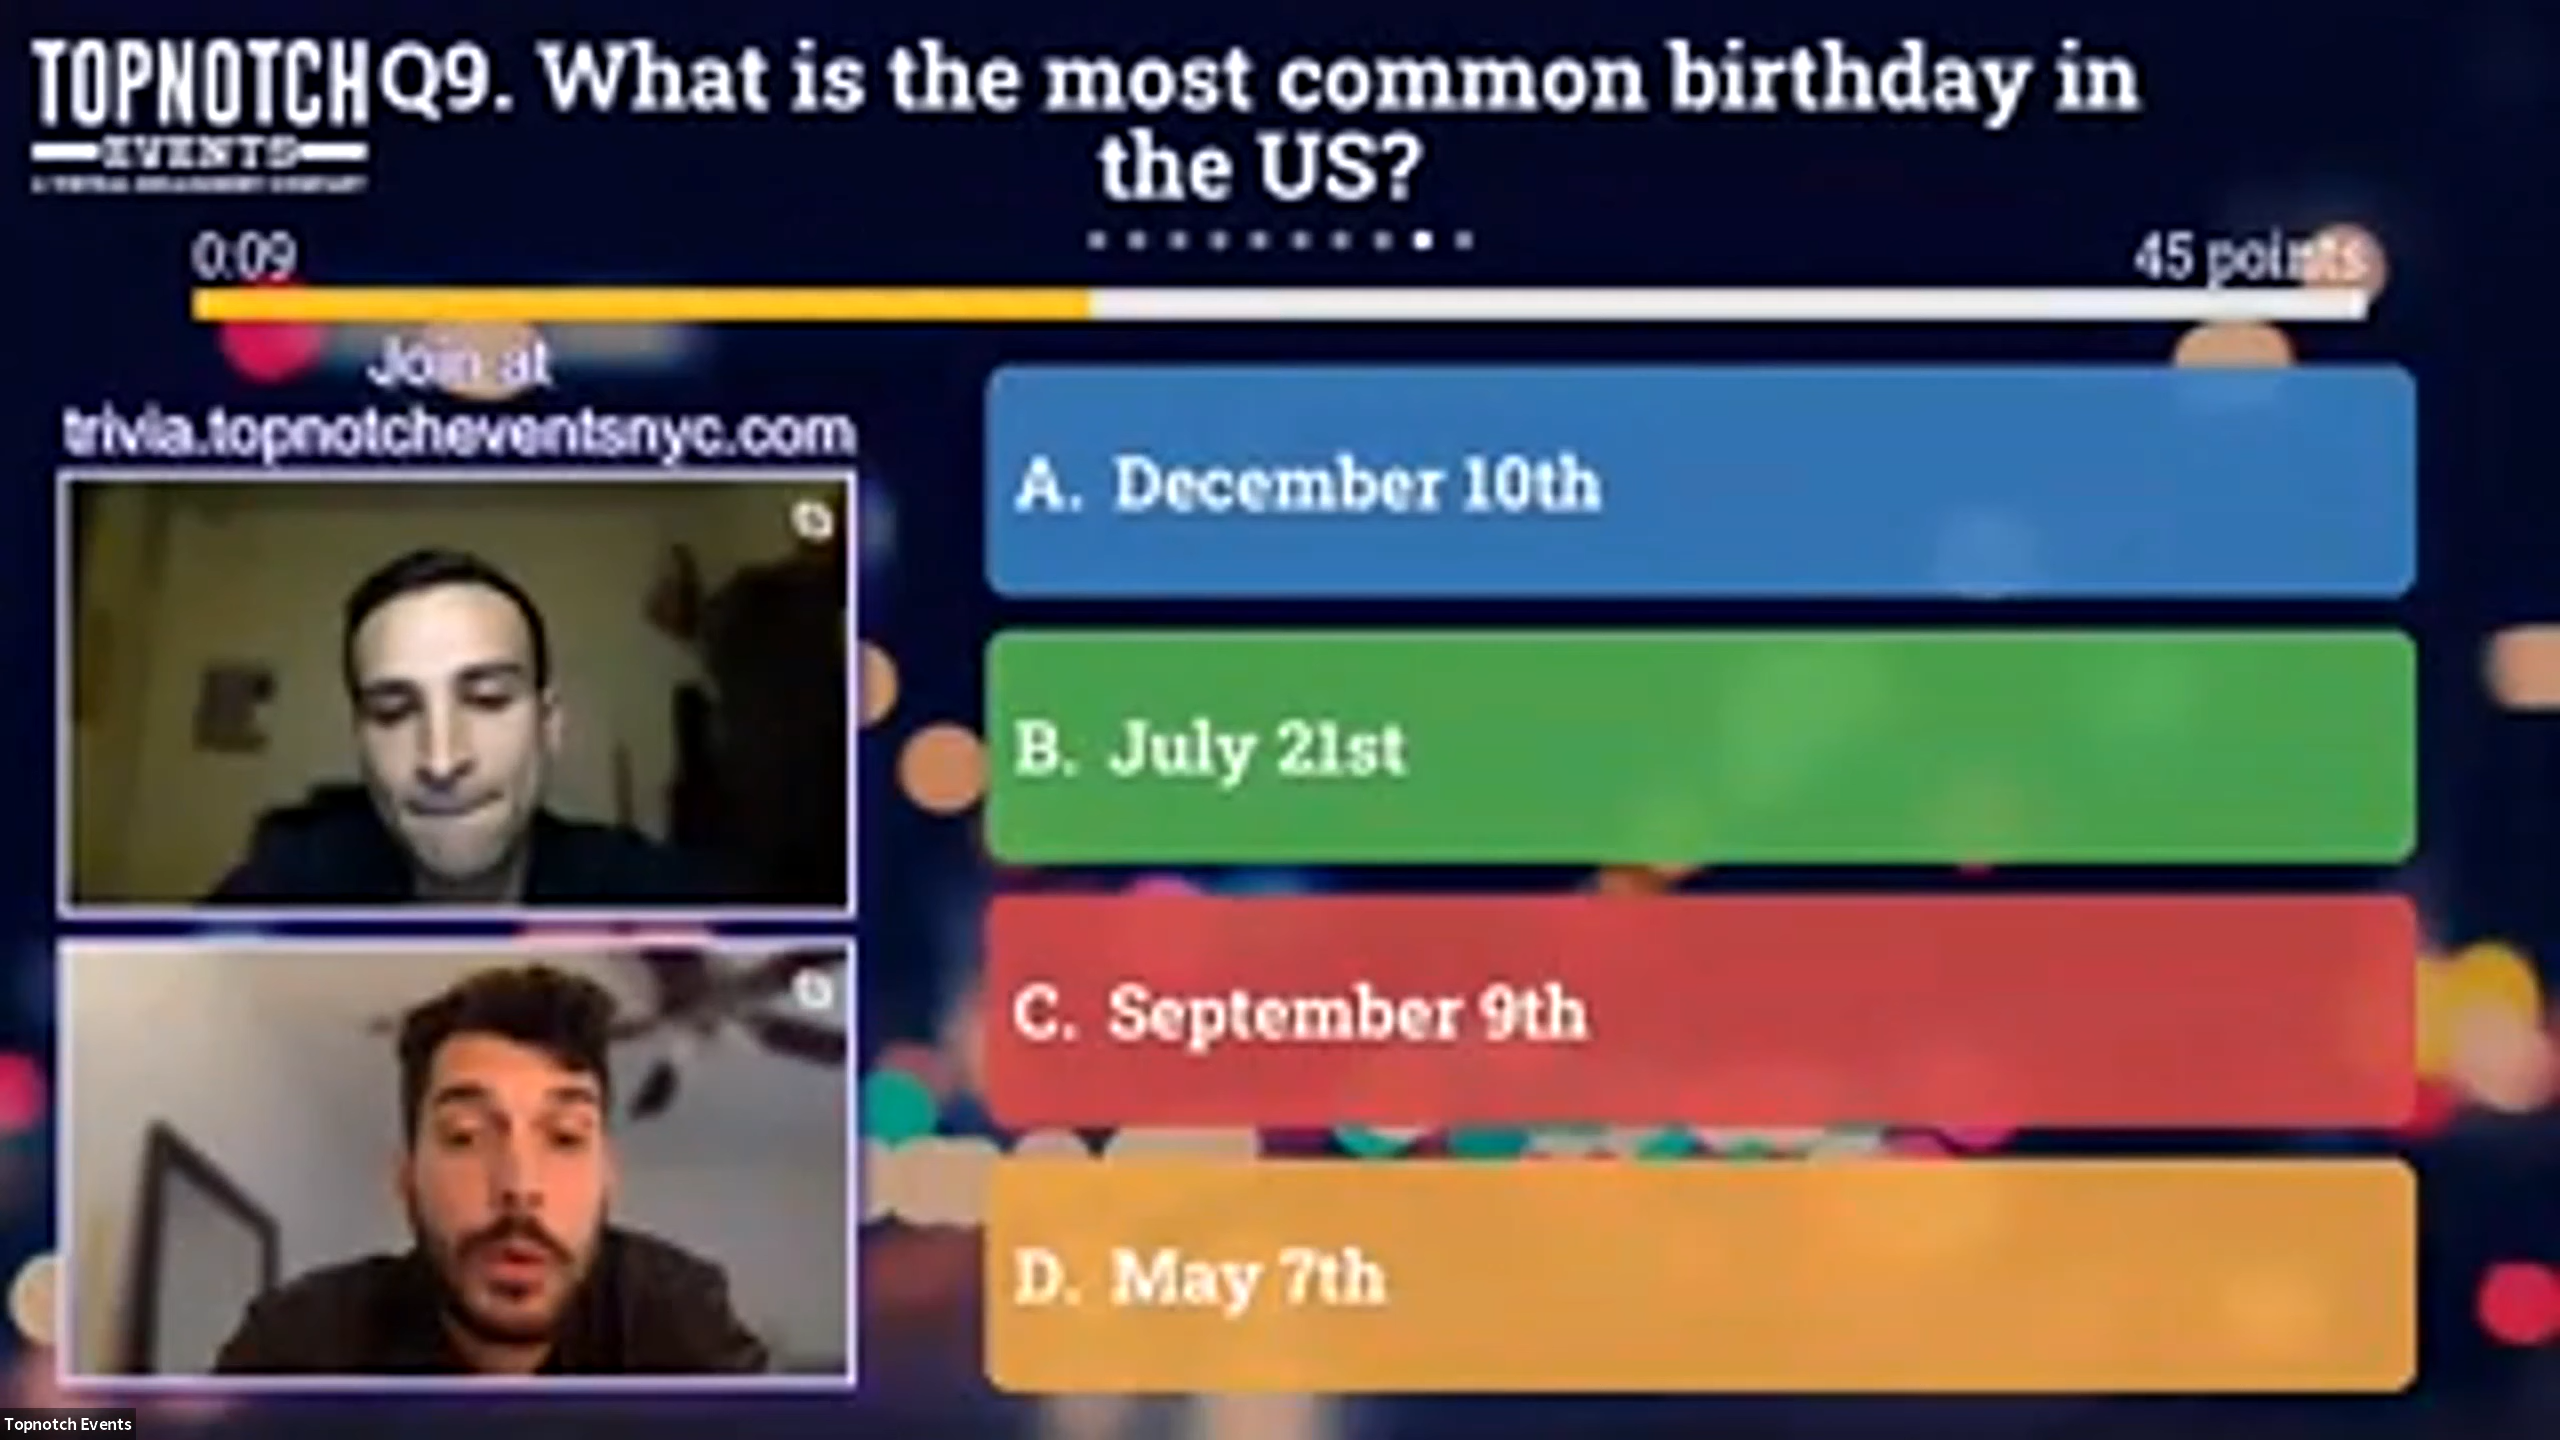 TOPNOTCH
EVENTS
Q9. What is the most common birthday in
the US?
0:09
45 points
Join at
trivia.topnotcheventsnyc.com
A. December 10th
B. July 21st
C. September 9th
D. May 7th
Topnotch Events